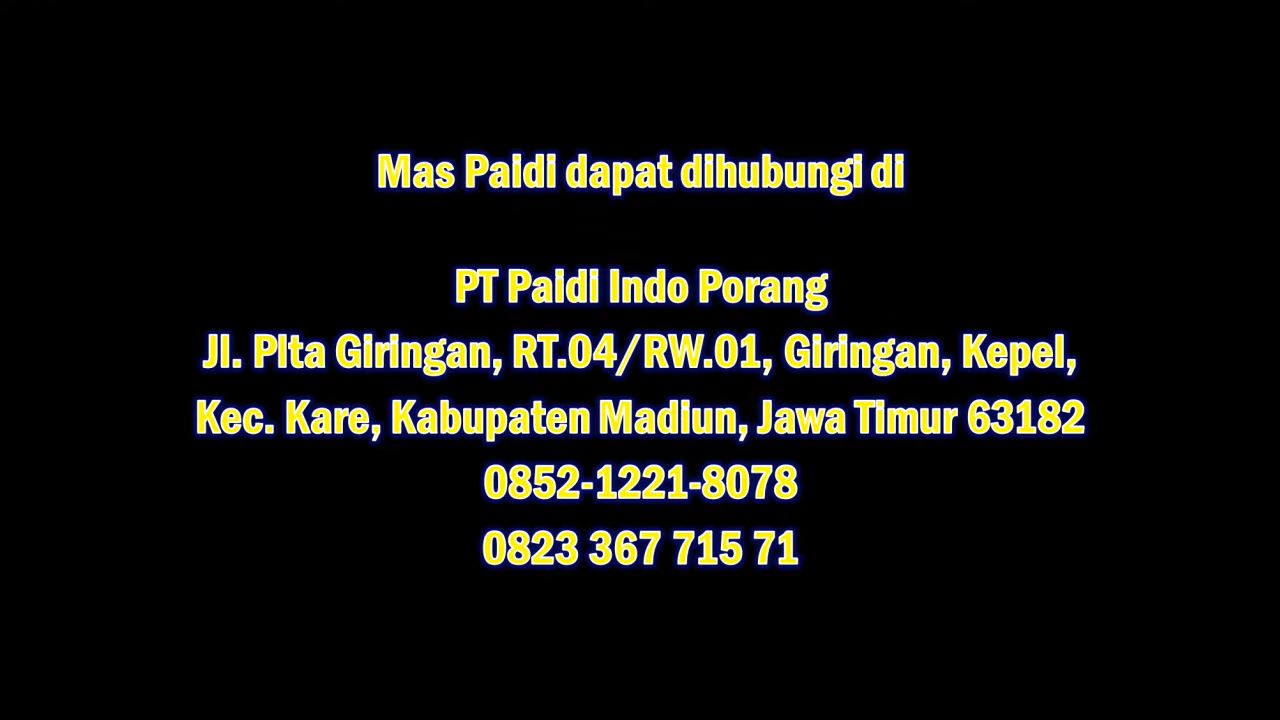 Mas Paidi dapat dihubungi di
PT Paidi Indo Porang
Jl. Plta Giringan, RT.04/RW.01, Giringan, Kepel,
Kec. Kare, Kabupaten Madiun, Jawa Timur 63182
0852-1221-8078
0823 367 715 71